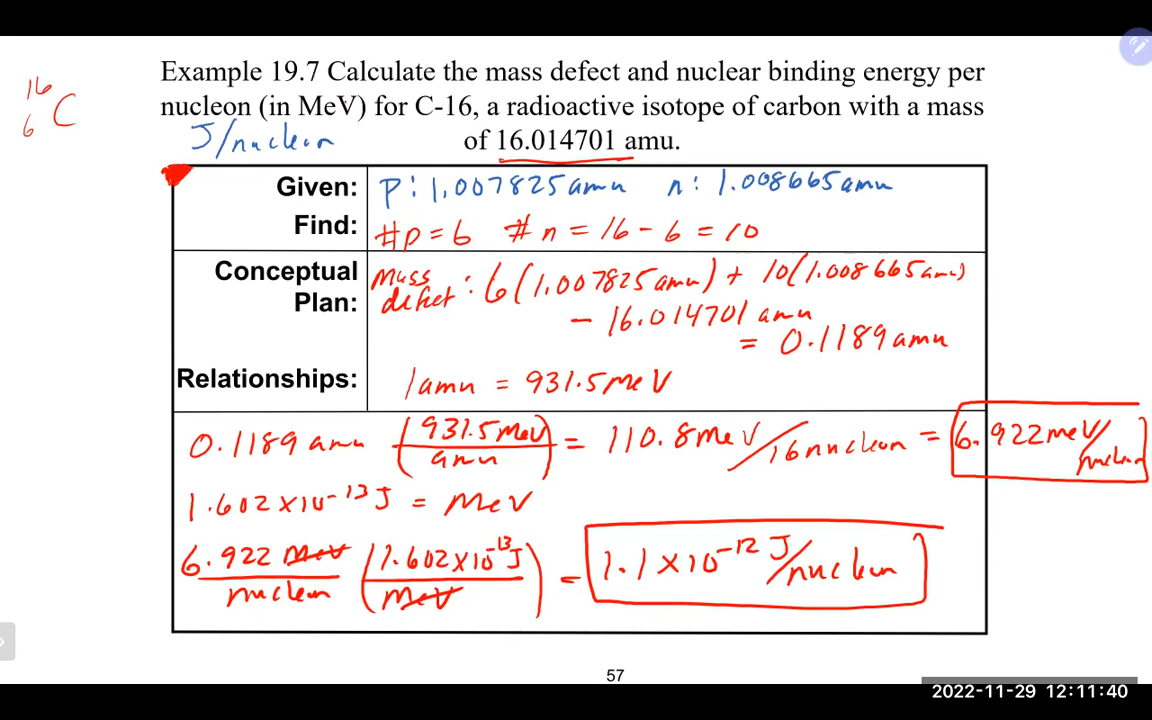 16
6 C
Example 19.7 Calculate the mass defect and nuclear binding energy per
nucleon (in MeV) for C-16, a radioactive isotope of carbon with a mass
of 16.014701 amu.
J/nucleon
Given: p: 1.007825 amu n: 1.008665 amu
Find: #p = 6 #n = 16 - 6 = 10
Conceptual
Plan:
mass
defect: 6(1.007825 amu) + 10(1.008665 amu)
- 16.014701 amu
= 0.1189 amu
Relationships: 1 amu = 931.5 MeV
0.1189 amu (931.5 MeV/amu) = 110.8 MeV/16 nucleon = 6.922 MeV/nucleon
1.602 x 10^-13 J = MeV
6.922 MeV/nucleon (1.602 x 10^-13 J/MeV) = 1.1 x 10^-12 J/nucleon
57
2022-11-29 12:11:40